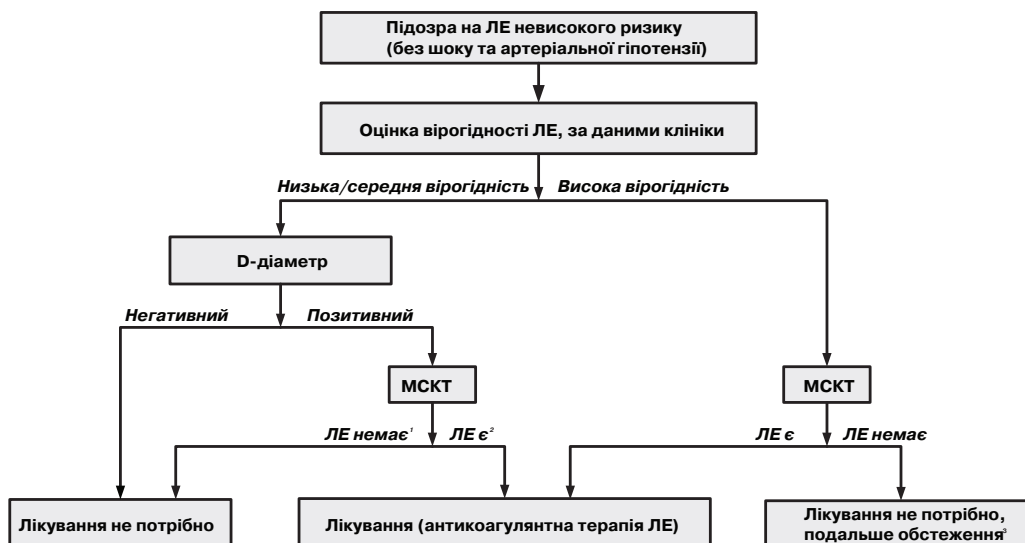 Підозра на ЛЕ невисокого ризику
(без шоку та артеріальної гіпотензії)
Оцінка вірогідності ЛЕ, за даними клініки
Низька/середня вірогідність
Висока вірогідність
D-діаметр
Негативний
Позитивний
МСКТ
МСКТ
ЛЕ немає¹
ЛЕ є²
ЛЕ є
ЛЕ немає
Лікування не потрібно
Лікування (антикоагулянтна терапія ЛЕ)
Лікування не потрібно,
подальше обстеження³